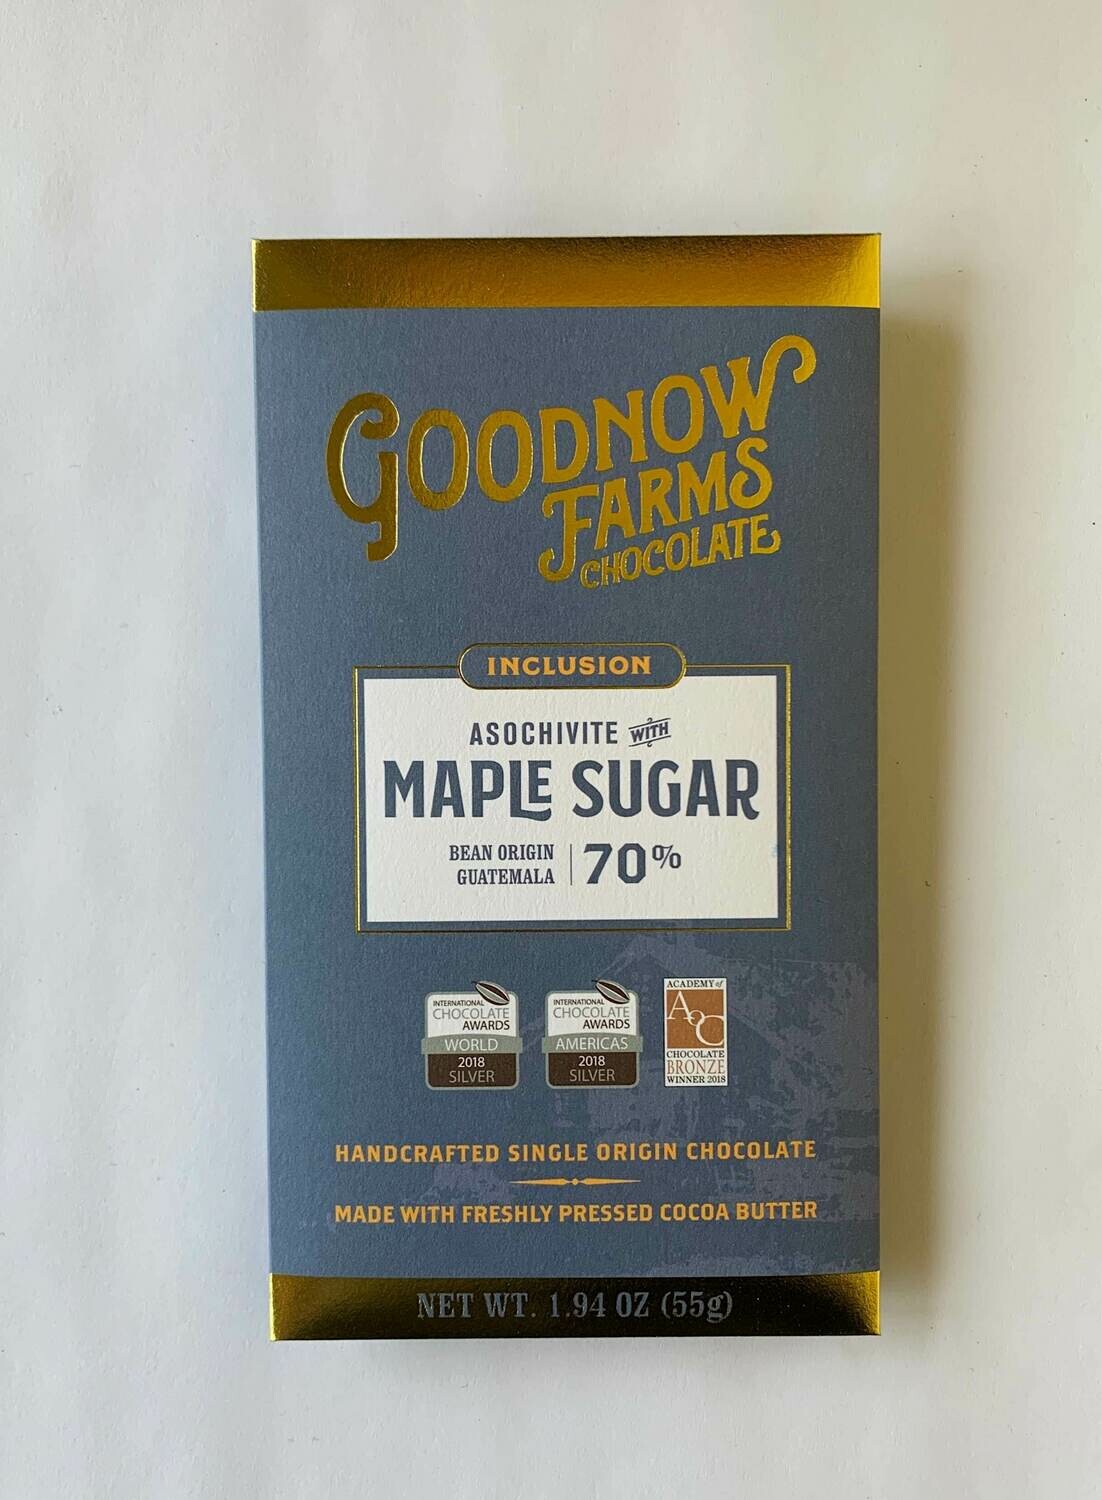 GOODNOW
FARMS
CHOCOLATE
INCLUSION
ASOCHIVITE WITH
MAPLE SUGAR
BEAN ORIGIN
GUATEMALA
70%
INTERNATIONAL
CHOCOLATE
AWARDS
WORLD
2018
SILVER
INTERNATIONAL
CHOCOLATE
AWARDS
AMERICAS
2018
SILVER
ACADEMY of
AOC
CHOCOLATE
BRONZE
WINNER 2018
HANDCRAFTED SINGLE ORIGIN CHOCOLATE
MADE WITH FRESHLY PRESSED COCOA BUTTER
NET WT. 1.94 OZ (55g)